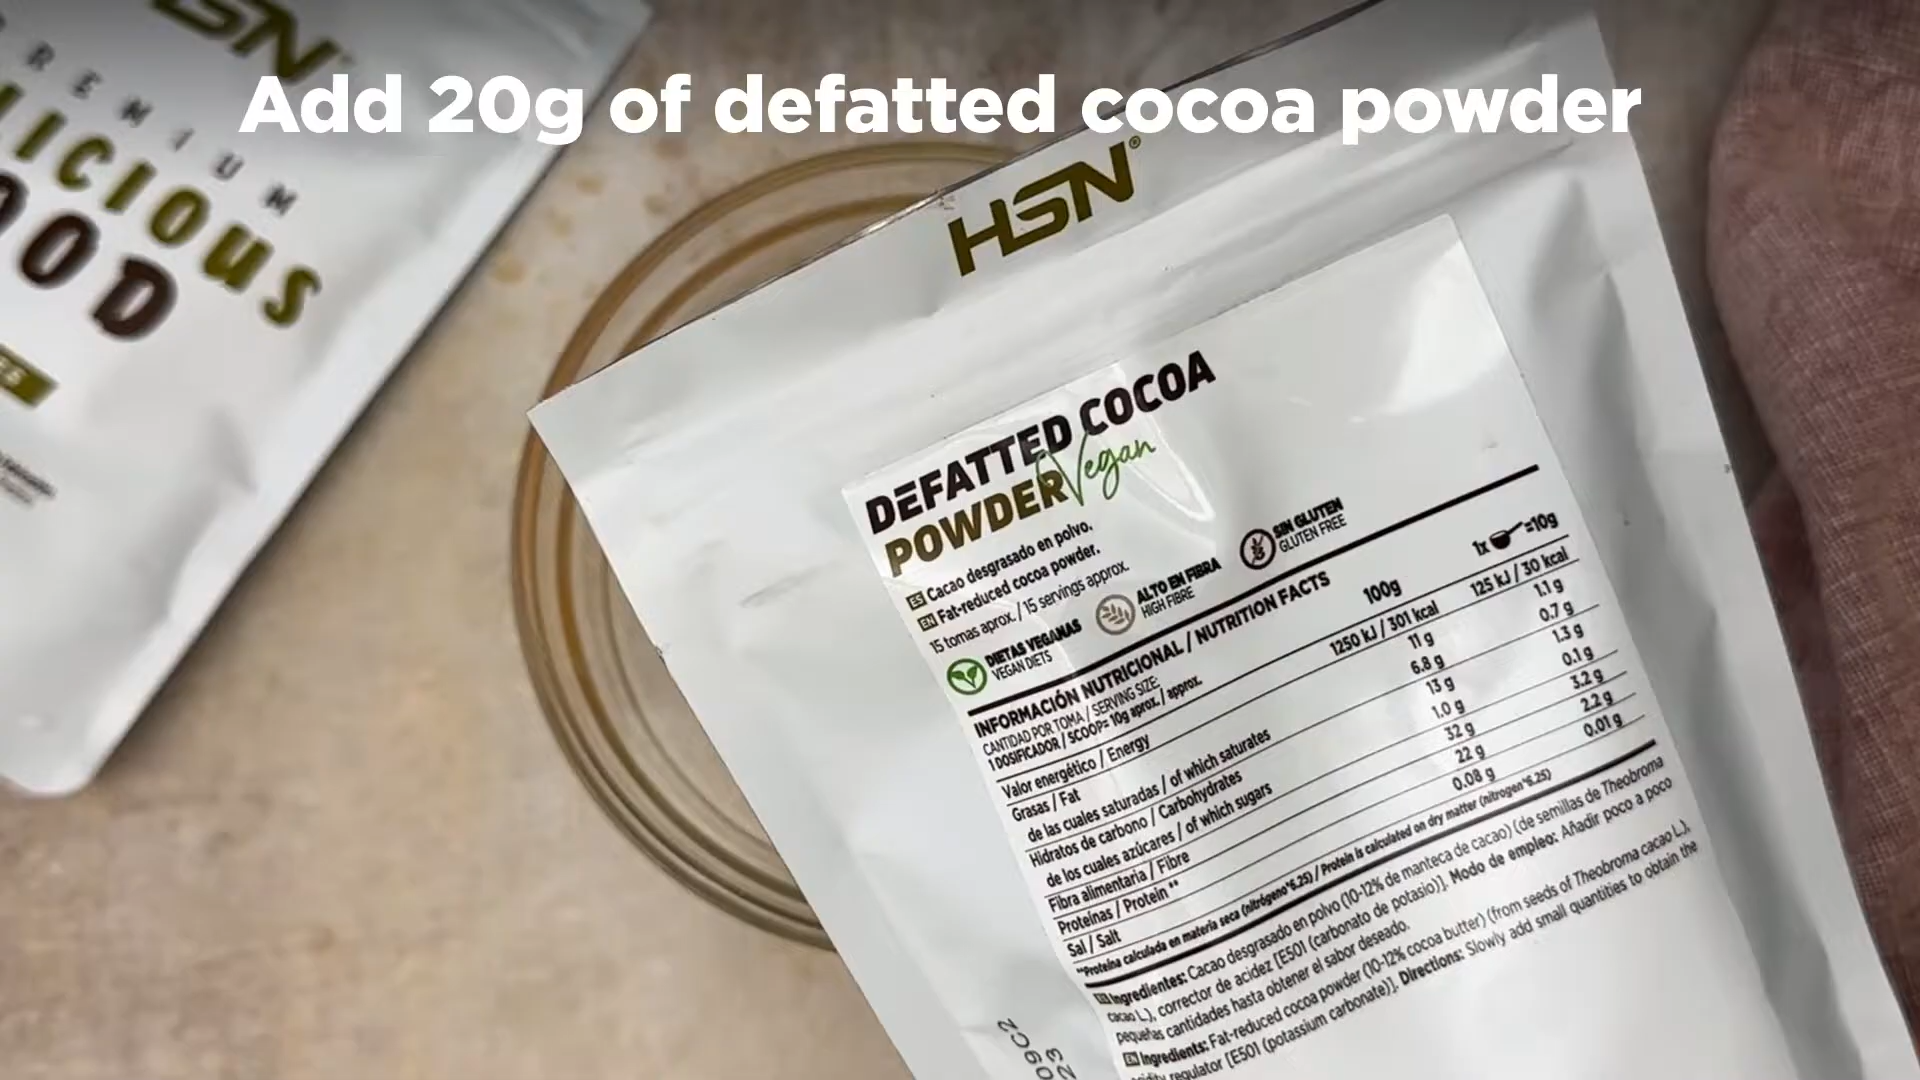 Add 20g of defatted cocoa powder
PREMIUM
OOD
HSN®
DEFATTED COCOA
POWDER Vegan
ES Cacao desgrasado en polvo.
EN Fat-reduced cocoa powder.
15 tomas aprox. / 15 servings approx.
DIETAS VEGANAS
VEGAN DIETS
ALTO EN FIBRA
HIGH FIBRE
SIN GLUTEN
GLUTEN FREE
INFORMACIÓN NUTRICIONAL / NUTRITION FACTS
CANTIDAD POR TOMA / SERVING SIZE:
1 DOSIFICADOR / SCOOP= 10g aprox. / approx.
100g 1x =10g
Valor energético / Energy 1250 kJ / 301 kcal 125 kJ / 30 kcal
Grasas / Fat 11 g 1.1 g
de las cuales saturadas / of which saturates 6.8 g 0.7 g
Hidratos de carbono / Carbohydrates 13 g 1.3 g
de los cuales azúcares / of which sugars 1.0 g 0.1 g
Fibra alimentaria / Fibre 32 g 3.2 g
Proteínas / Protein** 22 g 2.2 g
Sal / Salt 0.08 g 0.01 g
**Proteína calculada en materia seca (nitrógeno*6.25) / Protein is calculated on dry matter (nitrogen*6.25)
Ingredientes: Cacao desgrasado en polvo (10-12% de manteca de cacao) (de semillas de Theobroma
cacao L.), corrector de acidez [E501 (carbonato de potasio)]. Modo de empleo: Añadir poco a poco
pequeñas cantidades hasta obtener el sabor deseado.
EN Ingredients: Fat-reduced cocoa powder (10-12% cocoa butter) (from seeds of Theobroma cacao L.),
acidity regulator [E501 (potassium carbonate)]. Directions: Slowly add small quantities to obtain the